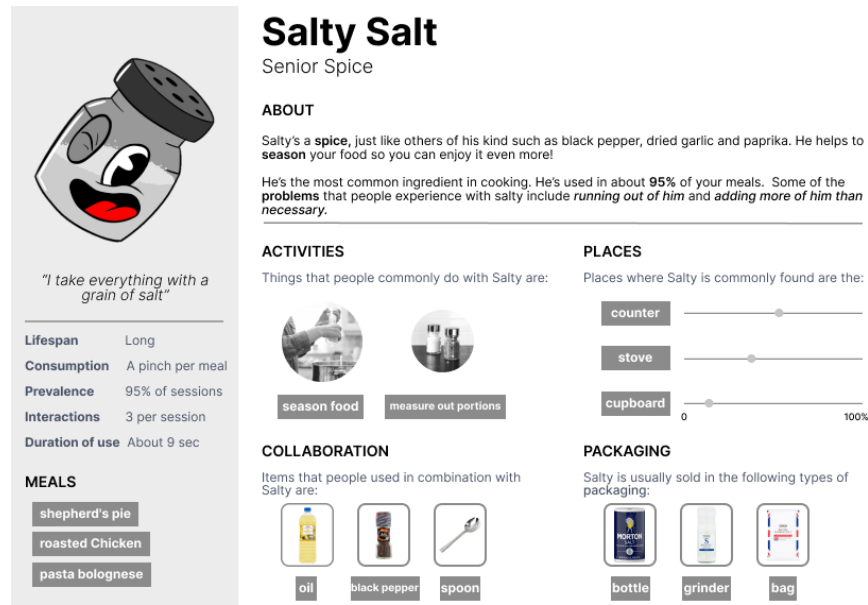 Salty Salt
Senior Spice
ABOUT
Salty's a spice, just like others of his kind such as black pepper, dried garlic and paprika. He helps to
season your food so you can enjoy it even more!
He's the most common ingredient in cooking. He's used in about 95% of your meals.  Some of the
problems that people experience with salty include running out of him and adding more of him than
necessary.
"I take everything with a
grain of salt"
Lifespan Long
Consumption A pinch per meal
Prevalence 95% of sessions
Interactions 3 per session
Duration of use About 9 sec
MEALS
shepherd's pie
roasted Chicken
pasta bolognese
ACTIVITIES
Things that people commonly do with Salty are:
season food
measure out portions
PLACES
Places where Salty is commonly found are the:
counter
stove
cupboard
0 100%
COLLABORATION
Items that people used in combination with
Salty are:
oil
black pepper
spoon
PACKAGING
Salty is usually sold in the following types of
packaging:
MORTON
SALT
S
bottle
grinder
bag